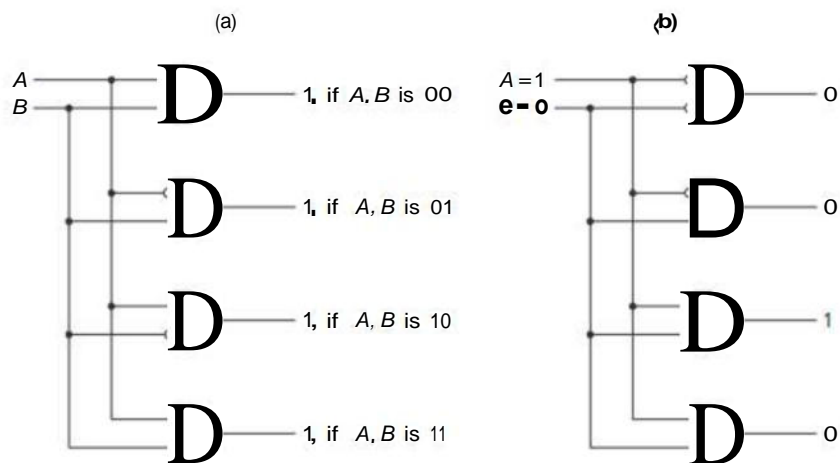 (a)
A
B
D 1, if A, B is 00
D 1, if A, B is 01
D 1, if A, B is 10
D 1, if A, B is 11
(b)
A = 1
e - o
D 0
D 0
D 1
D 0